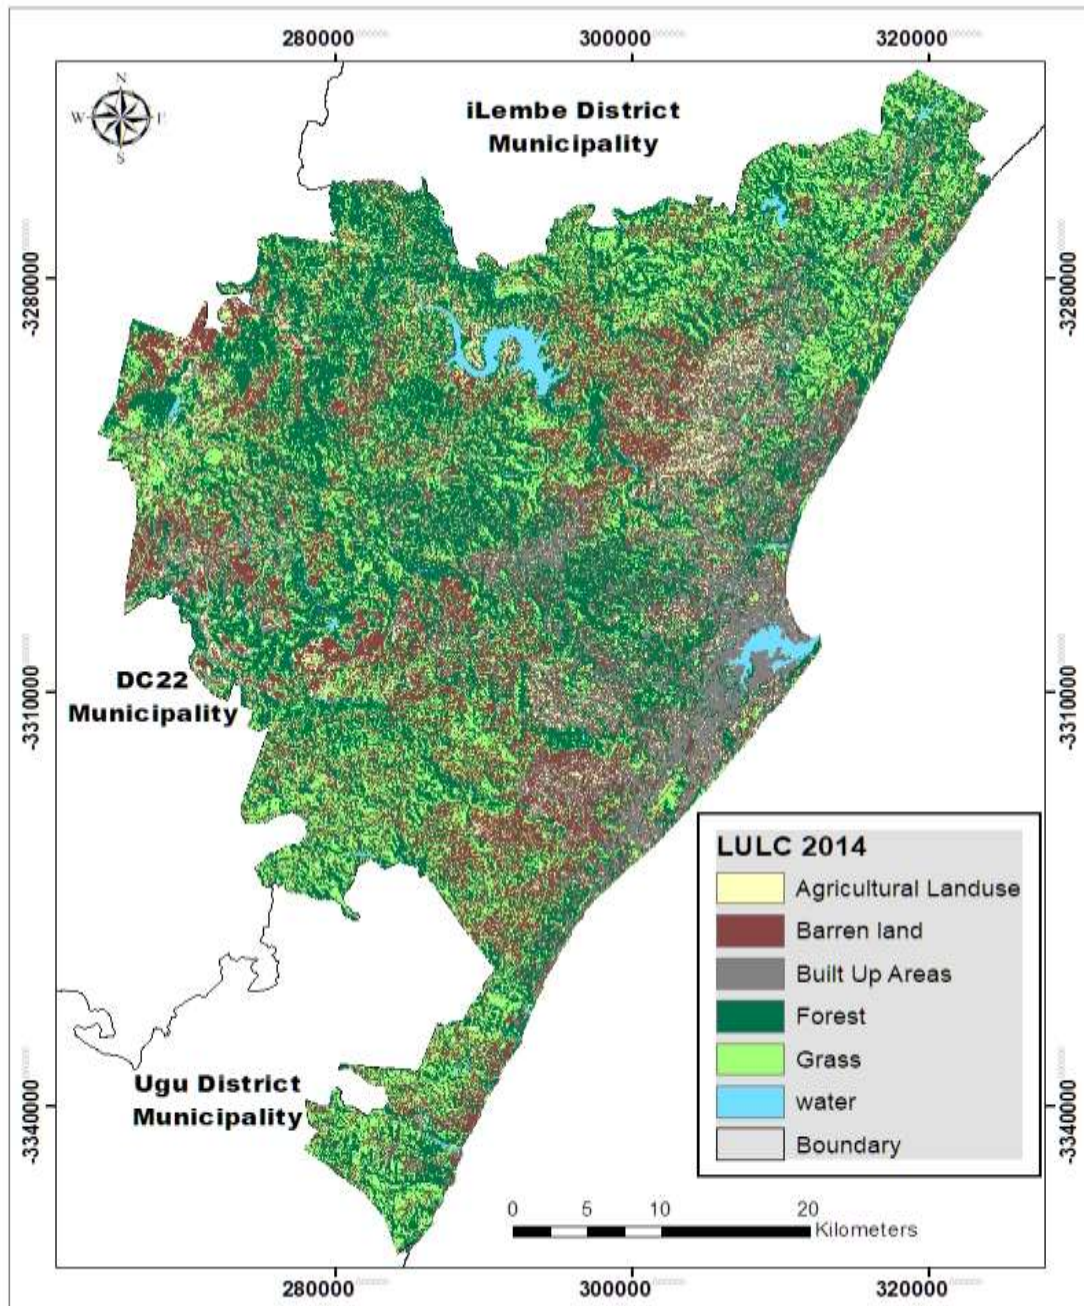 280000
300000
320000
N
W
E
S
iLembe District
Municipality
-3280000
-3280000
DC22
Municipality
-3310000
-3310000
LULC 2014
Agricultural Landuse
Barren land
Built Up Areas
Forest
Grass
water
Boundary
Ugu District
Municipality
-3340000
-3340000
0
5
10
20
Kilometers
280000
300000
320000